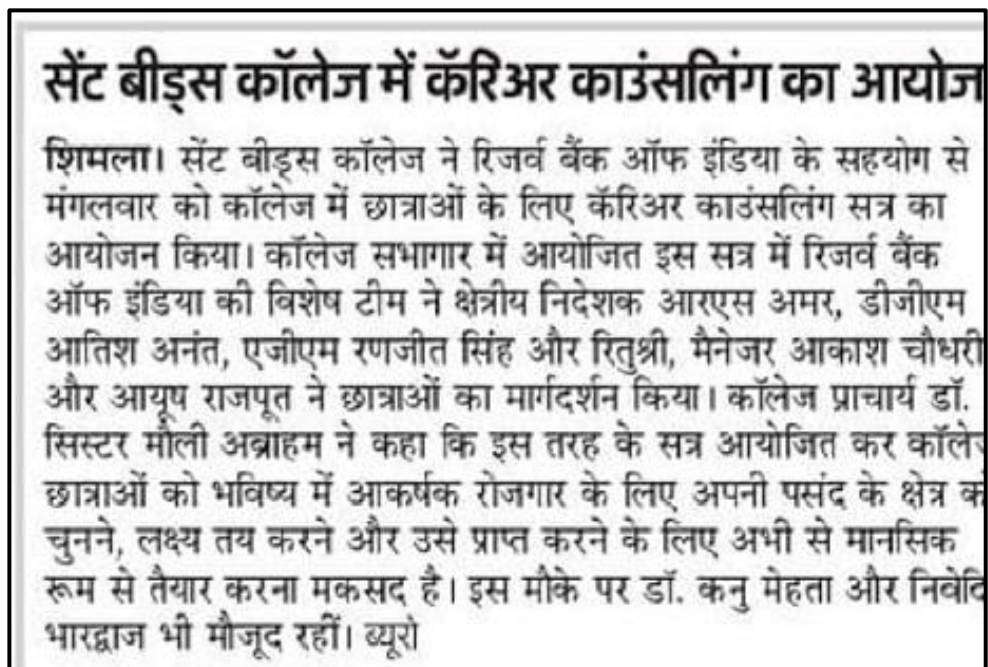 सेंट बीड्स कॉलेज में कॅरिअर काउंसलिंग का आयोज
शिमला। सेंट बीड्स कॉलेज ने रिजर्व बैंक ऑफ इंडिया के सहयोग से
मंगलवार को कॉलेज में छात्राओं के लिए कॅरिअर काउंसलिंग सत्र का
आयोजन किया। कॉलेज सभागार में आयोजित इस सत्र में रिजर्व बैंक
ऑफ इंडिया की विशेष टीम ने क्षेत्रीय निदेशक आरएस अमर, डीजीएम
आतिश अनंत, एजीएम रणजीत सिंह और रितुश्री, मैनेजर आकाश चौधरी
और आयूष राजपूत ने छात्राओं का मार्गदर्शन किया। कॉलेज प्राचार्य डॉ.
सिस्टर मौली अब्राहम ने कहा कि इस तरह के सत्र आयोजित कर कॉले
छात्राओं को भविष्य में आकर्षक रोजगार के लिए अपनी पसंद के क्षेत्र क
चुनने, लक्ष्य तय करने और उसे प्राप्त करने के लिए अभी से मानसिक
रूम से तैयार करना मकसद है। इस मौके पर डॉ. कनु मेहता और निवेदि
भारद्वाज भी मौजूद रहीं। ब्यूरो